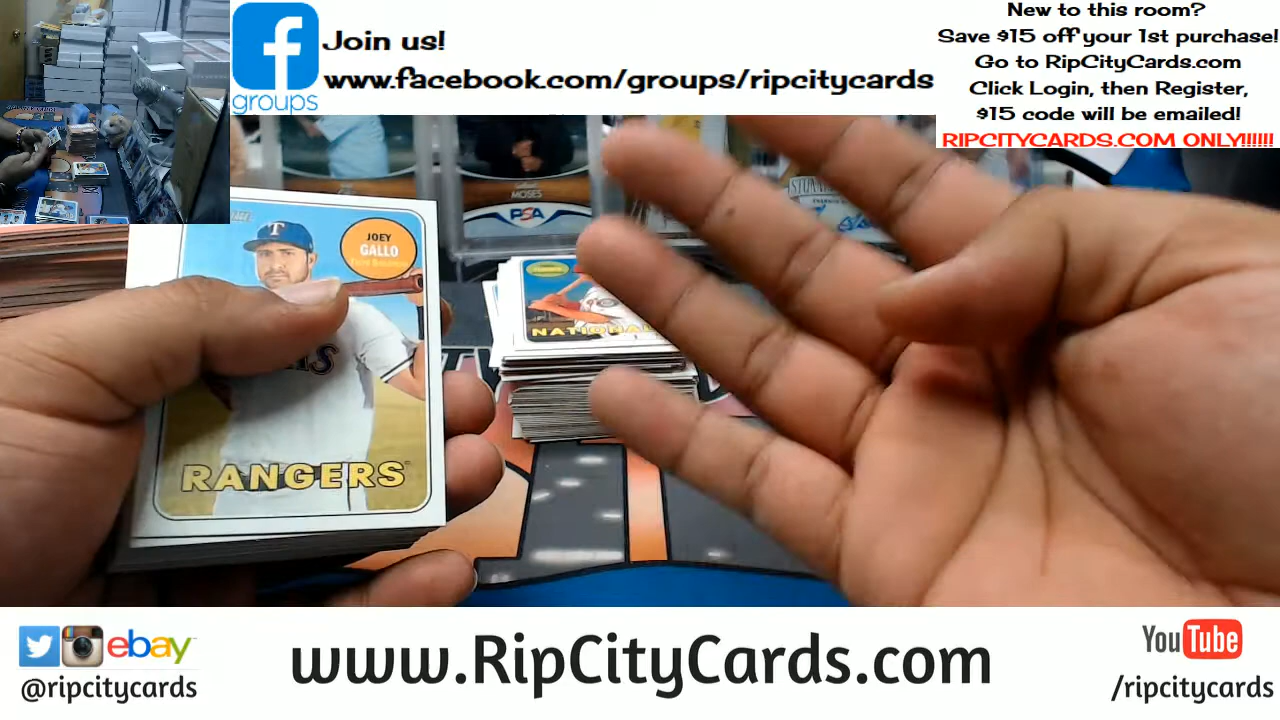 Join us!
www.facebook.com/groups/ripcitycards
groups
New to this room?
Save $15 off your 1st purchase!
Go to RipCityCards.com
Click Login, then Register,
$15 code will be emailed!
RIPCITYCARDS.COM ONLY!!!!!!
MOSES
PSA
JOEY
GALLO
T
RANGERS
NATIONAL
ebay
@ripcitycards
www.RipCityCards.com
YouTube
/ripcitycards